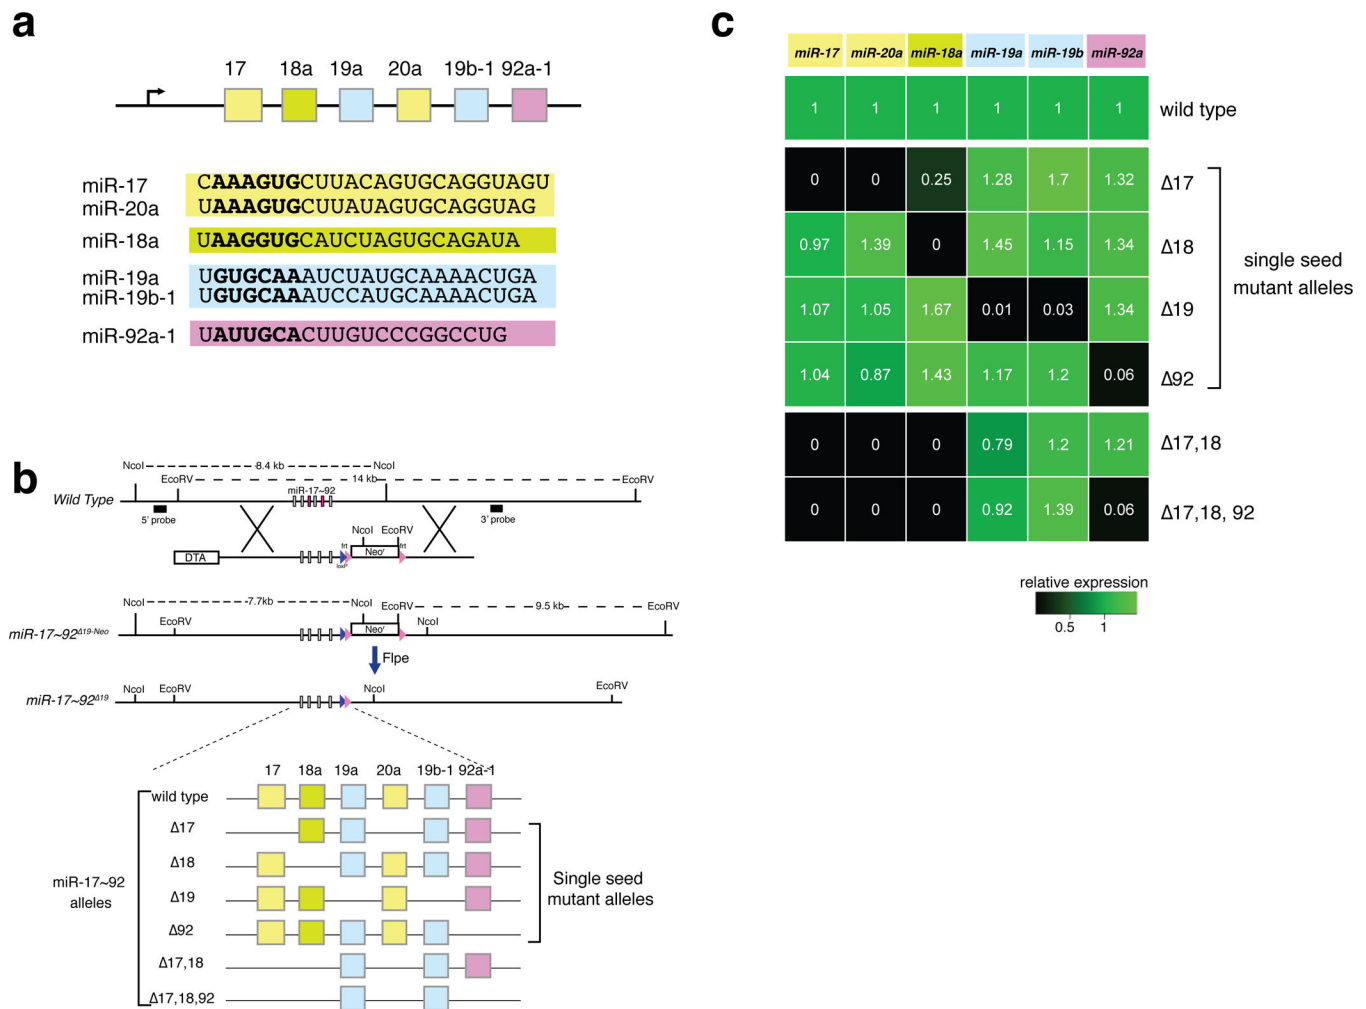 a
17 18a 19a 20a 19b-1 92a-1
miR-17 CAAAGUGCUUACAGUGCAGGUAGU
miR-20a UAAAGUGCUUAUAGUGCAGGUAG
miR-18a UAAGGUGCAUCUAGUGCAGAUA
miR-19a UGUGCAAAUCUAUGCAAAACUGA
miR-19b-1 UGUGCAAAUCCAUGCAAAACUGA
miR-92a-1 UAUUGCACUUGUCCCGGCCUG
b
NcoI 8.4 kb NcoI
EcoRV 14 kb EcoRV
Wild Type miR-17~92
5' probe 3' probe
NcoI EcoRV
frt Neoʳ frt
DTA
loxP
NcoI 7.7kb NcoI EcoRV 9.5 kb EcoRV
miR-17~92Δ19-Neo EcoRV Neoʳ NcoI
Flpe
miR-17~92Δ19 NcoI EcoRV NcoI EcoRV
17 18a 19a 20a 19b-1 92a-1
wild type
Δ17
Δ18
Δ19
Δ92
Δ17,18
Δ17,18,92
miR-17~92
alleles
Single seed
mutant alleles
c
miR-17 miR-20a miR-18a miR-19a miR-19b miR-92a
1 1 1 1 1 1 wild type
0 0 0.25 1.28 1.7 1.32 Δ17
0.97 1.39 0 1.45 1.15 1.34 Δ18
1.07 1.05 1.67 0.01 0.03 1.34 Δ19
1.04 0.87 1.43 1.17 1.2 0.06 Δ92
single seed
mutant alleles
0 0 0 0.79 1.2 1.21 Δ17,18
0 0 0 0.92 1.39 0.06 Δ17,18, 92
relative expression
0.5 1